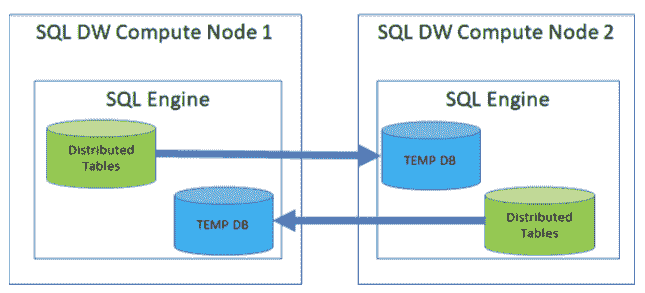 SQL DW Compute Node 1
SQL Engine
Distributed
Tables
TEMP DB
SQL DW Compute Node 2
SQL Engine
TEMP DB
Distributed
Tables